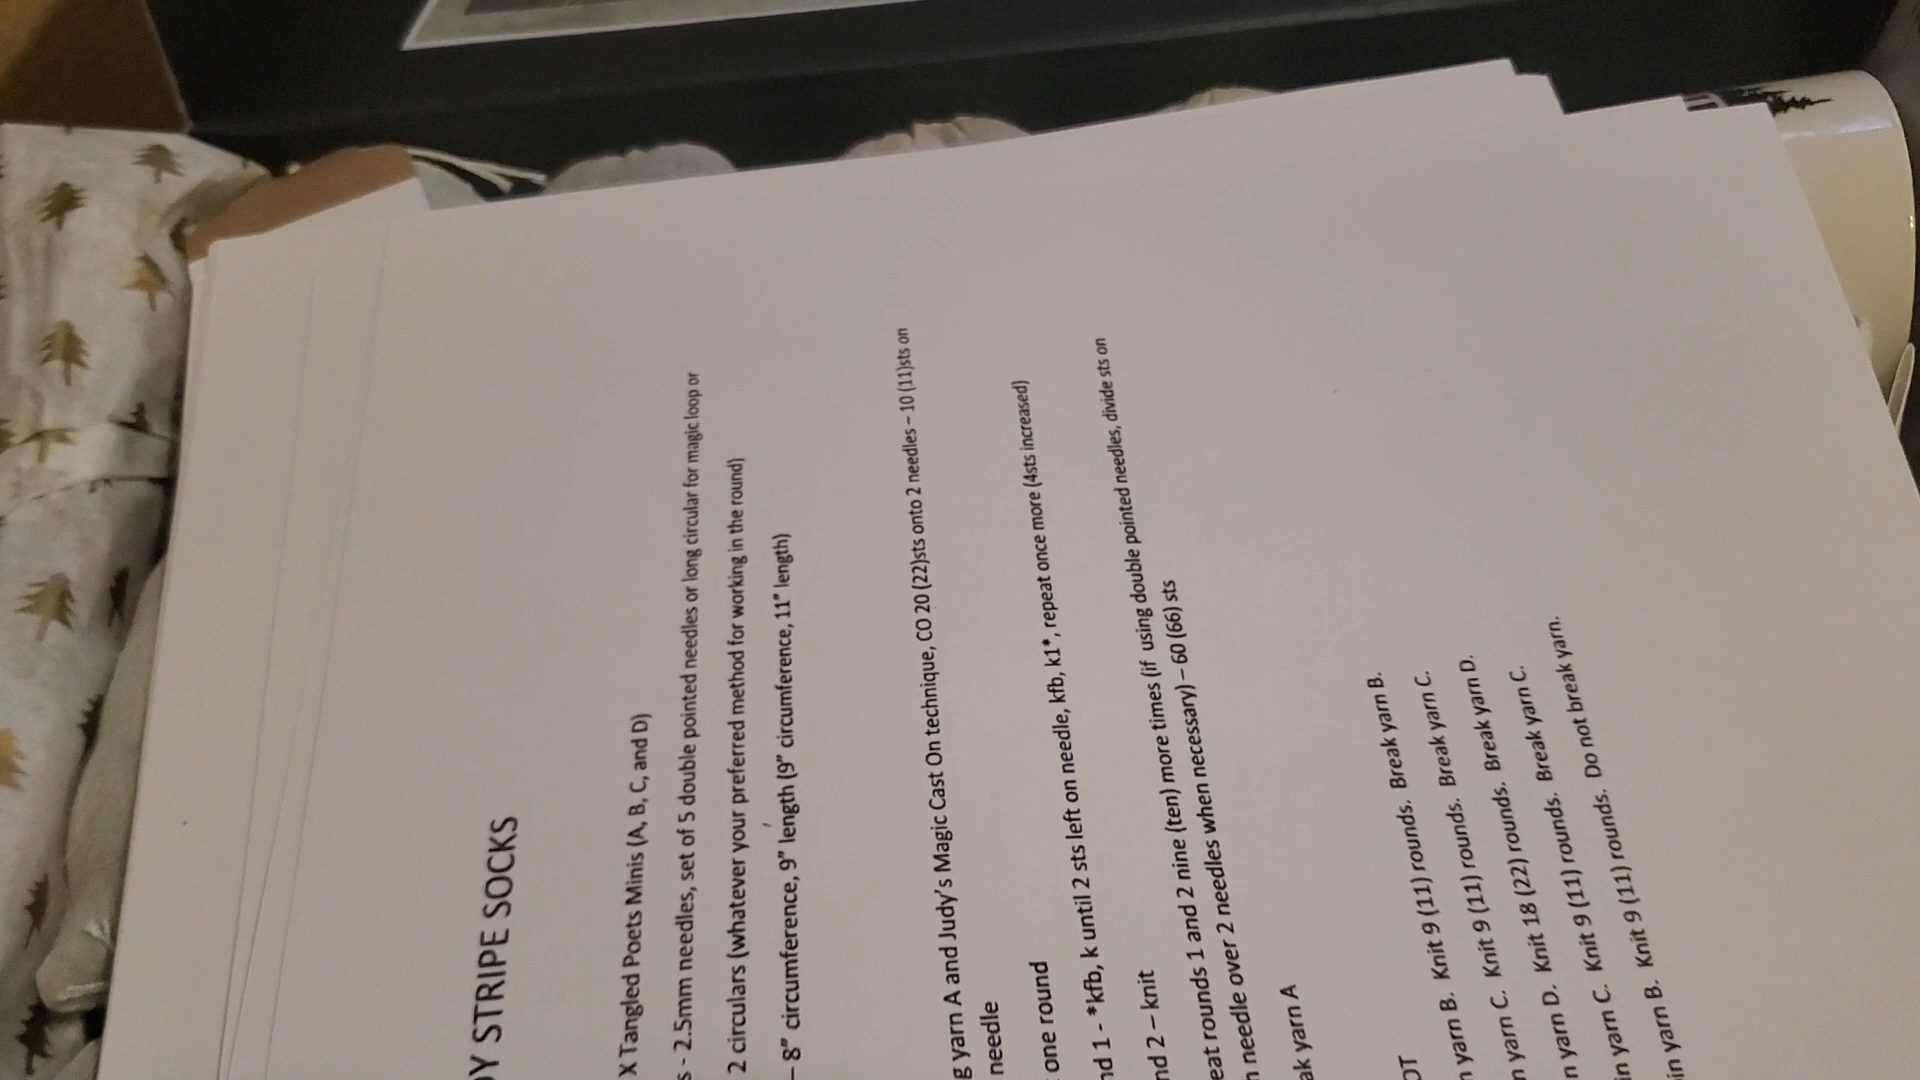 STRIPE SOCKS
X Tangled Poets Minis (A, B, C, and D)
- 2.5mm needles, set of 5 double pointed needles or long circular for magic loop or
2 circulars (whatever your preferred method for working in the round)
– 8” circumference, 9” length (9” circumference, 11” length)
yarn A and Judy’s Magic Cast On technique, CO 20 (22)sts onto 2 needles – 10 (11)sts on
needle
one round
1 - *kfb, k until 2 sts left on needle, kfb, k1*, repeat once more (4sts increased)
2 – knit
rounds 1 and 2 nine (ten) more times (if using double pointed needles, divide sts on
needle over 2 needles when necessary) – 60 (66) sts
yarn A
yarn B. Knit 9 (11) rounds. Break yarn B.
yarn C. Knit 9 (11) rounds. Break yarn C.
yarn D. Knit 18 (22) rounds. Break yarn D.
yarn C. Knit 9 (11) rounds. Break yarn C.
yarn B. Knit 9 (11) rounds. Do not break yarn.